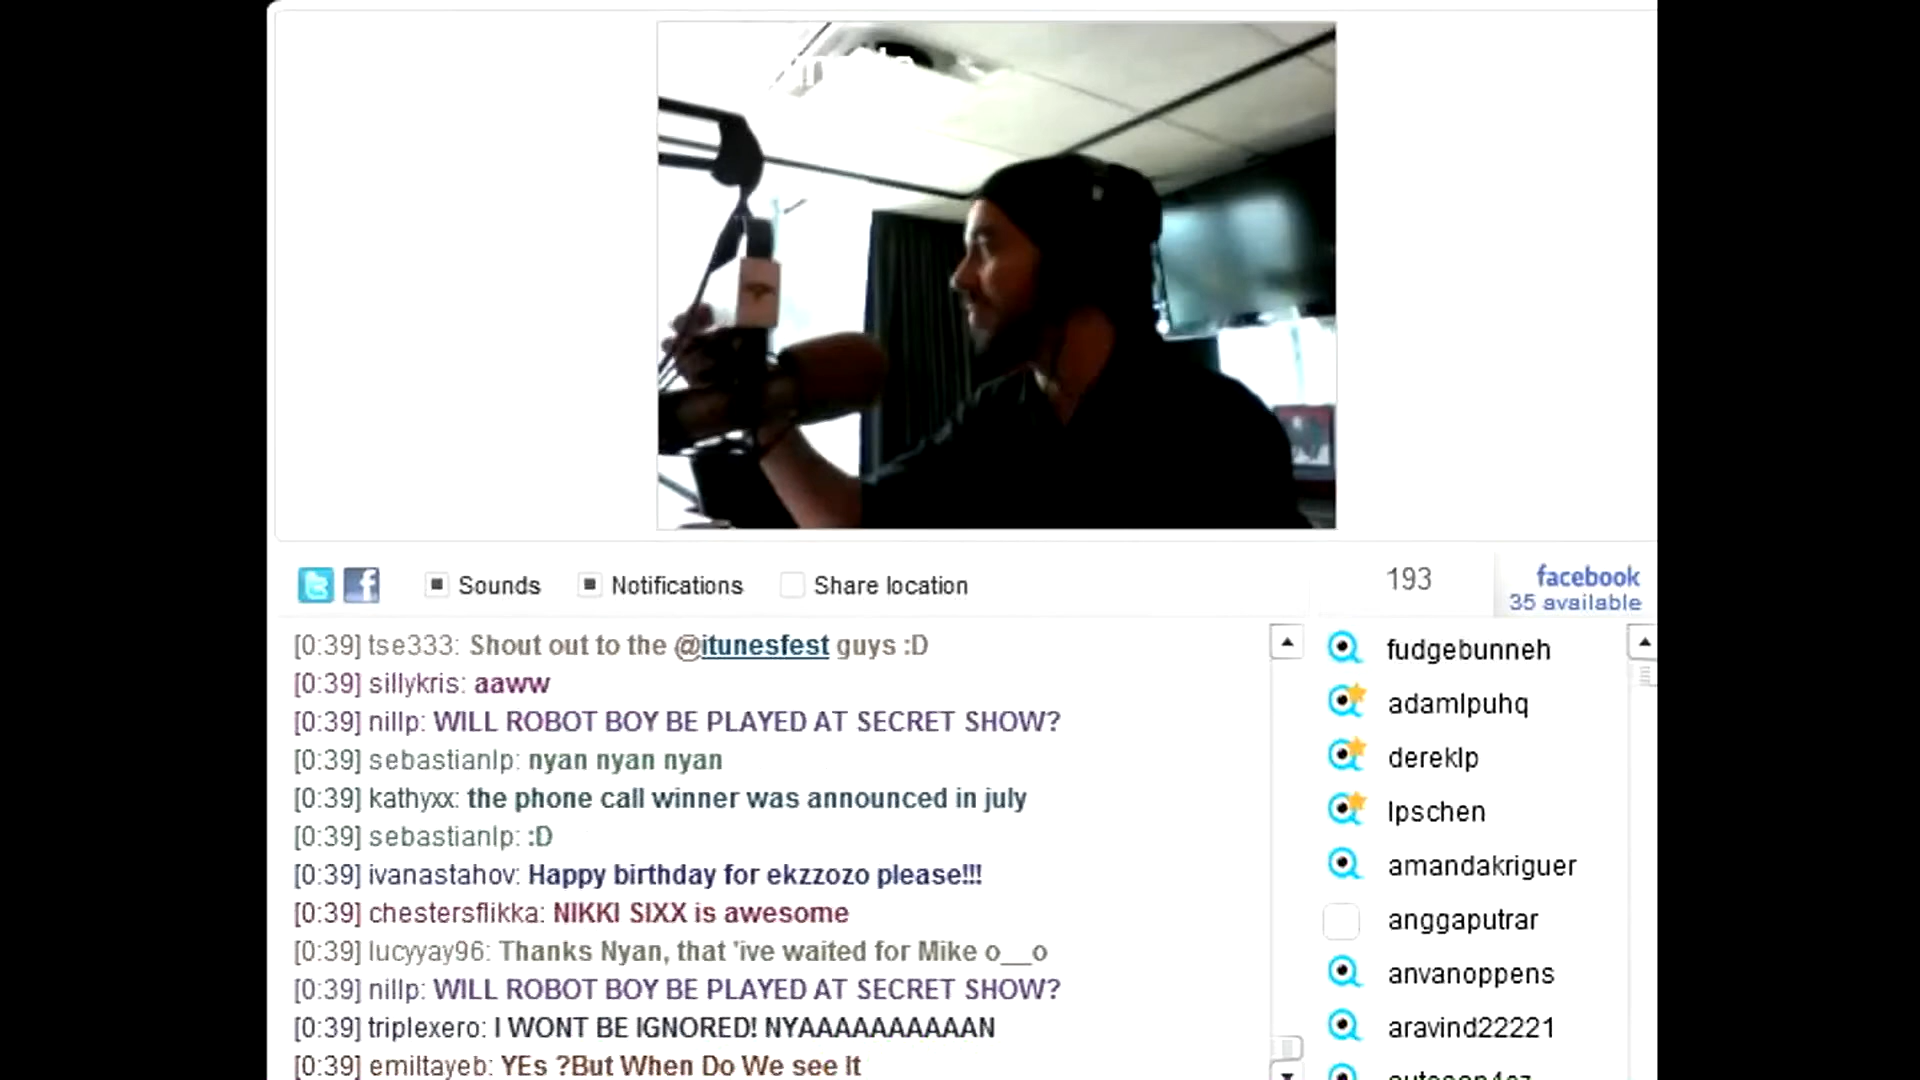 Sounds Notifications Share location 193 facebook
35 available
[0:39] tse333: Shout out to the @itunesfest guys :D
[0:39] sillykris: aaww
[0:39] nillp: WILL ROBOT BOY BE PLAYED AT SECRET SHOW?
[0:39] sebastianlp: nyan nyan nyan
[0:39] kathyxx: the phone call winner was announced in july
[0:39] sebastianlp: :D
[0:39] ivanastahov: Happy birthday for ekzzozo please!!!
[0:39] chestersflikka: NIKKI SIXX is awesome
[0:39] lucyyay96: Thanks Nyan, that 'ive waited for Mike o__o
[0:39] nillp: WILL ROBOT BOY BE PLAYED AT SECRET SHOW?
[0:39] triplexero: I WONT BE IGNORED! NYAAAAAAAAAAN
[0:39] emiltayeb: YEs ?But When Do We see It
fudgebunneh
adamlpuhq
dereklp
lpschen
amandakriguer
anggaputrar
anvanoppens
aravind22221